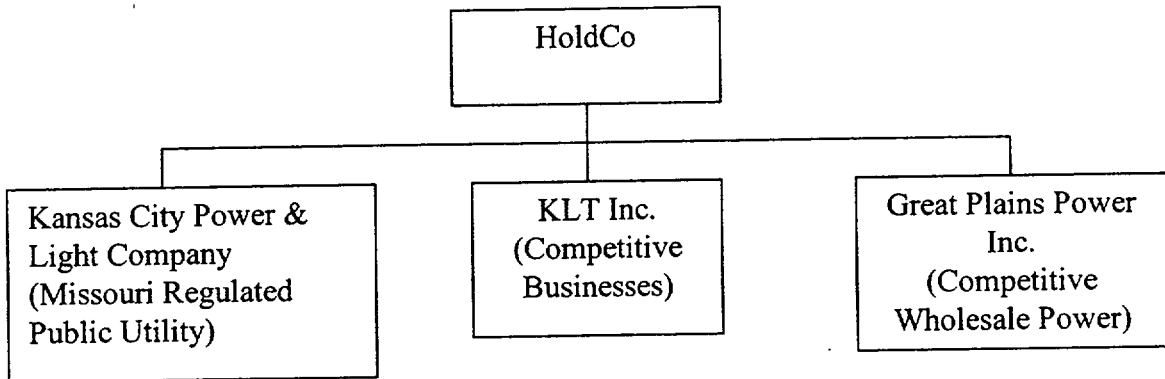 HoldCo
Kansas City Power &
Light Company
(Missouri Regulated
Public Utility)
KLT Inc.
(Competitive
Businesses)
Great Plains Power
Inc.
(Competitive
Wholesale Power)